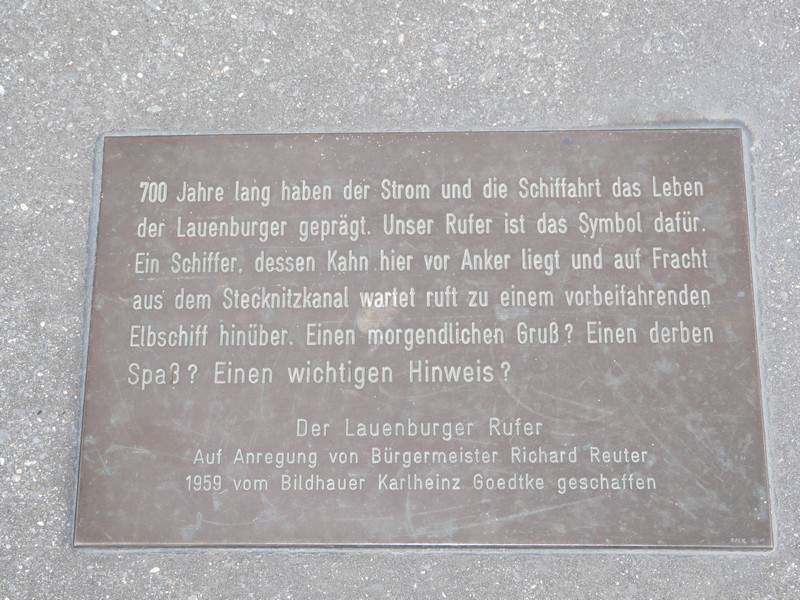 700 Jahre lang haben der Strom und die Schiffahrt das Leben
der Lauenburger geprägt. Unser Rufer ist das Symbol dafür.
Ein Schiffer, dessen Kahn hier vor Anker liegt und auf Fracht
aus dem Stecknitzkanal wartet ruft zu einem vorbeifahrenden
Elbschiff hinüber. Einen morgendlichen Gruß? Einen derben
Spaß? Einen wichtigen Hinweis?
Der Lauenburger Rufer
Auf Anregung von Bürgermeister Richard Reuter
1959 vom Bildhauer Karlheinz Goedtke geschaffen